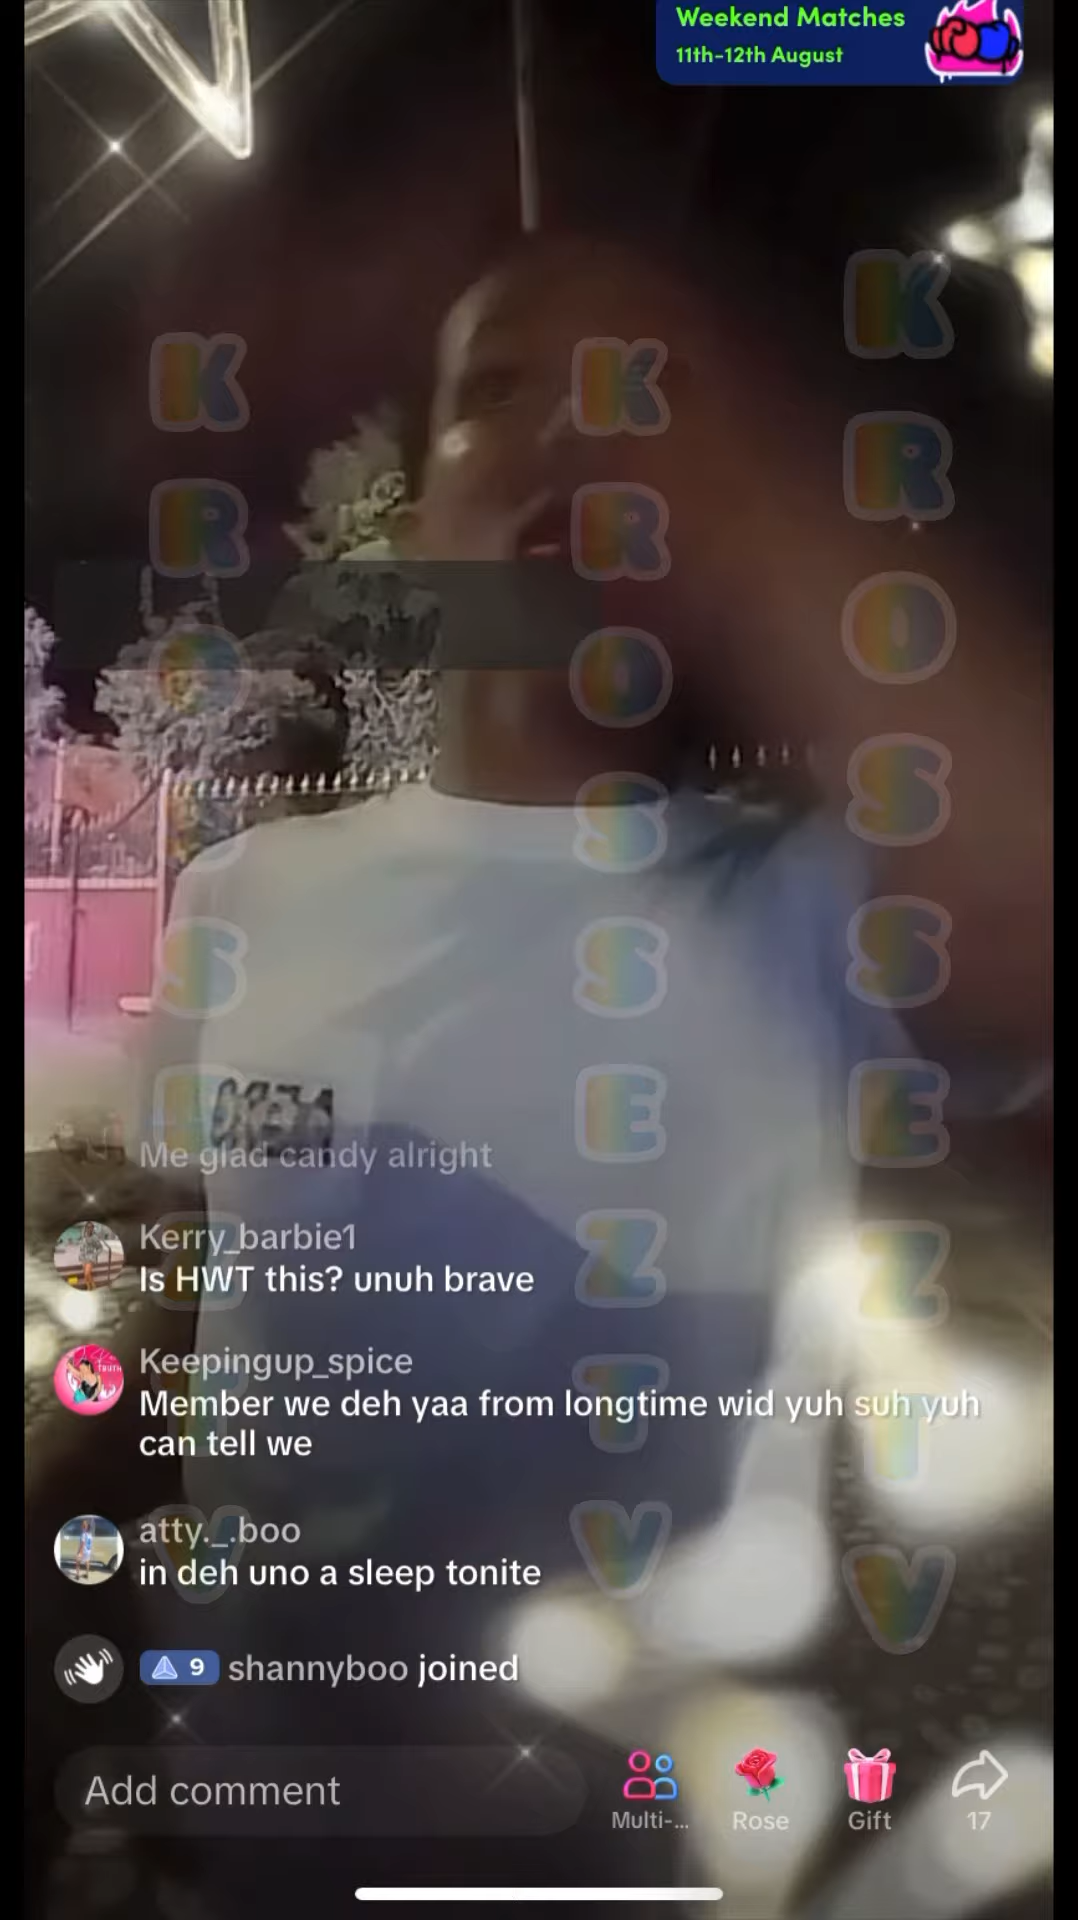 Weekend Matches
11th-12th August
K
R
O
S
S
E
Z
T
V
K
R
O
S
S
E
Z
T
V
K
R
O
S
S
E
Z
T
V
Me glad candy alright
Kerry_barbie1
Is HWT this? unuh brave
Keepingup_spice
Member we deh yaa from longtime wid yuh suh yuh
can tell we
atty._.boo
in deh uno a sleep tonite
9 shannyboo joined
Add comment
Multi-...
Rose
Gift
17